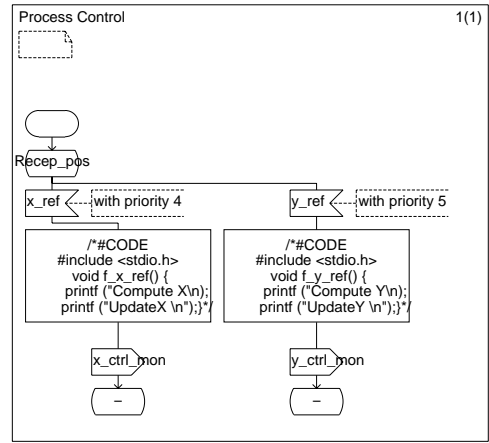 Process Control 1(1)
Recep_pos
x_ref with priority 4 y_ref with priority 5
/*#CODE
#include <stdio.h>
void f_x_ref() {
printf ("Compute X\n);
printf ("UpdateX \n");}*/
/*#CODE
#include <stdio.h>
void f_y_ref() {
printf ("Compute Y\n);
printf ("UpdateY \n");}*/
x_ctrl_mon y_ctrl_mon
– –